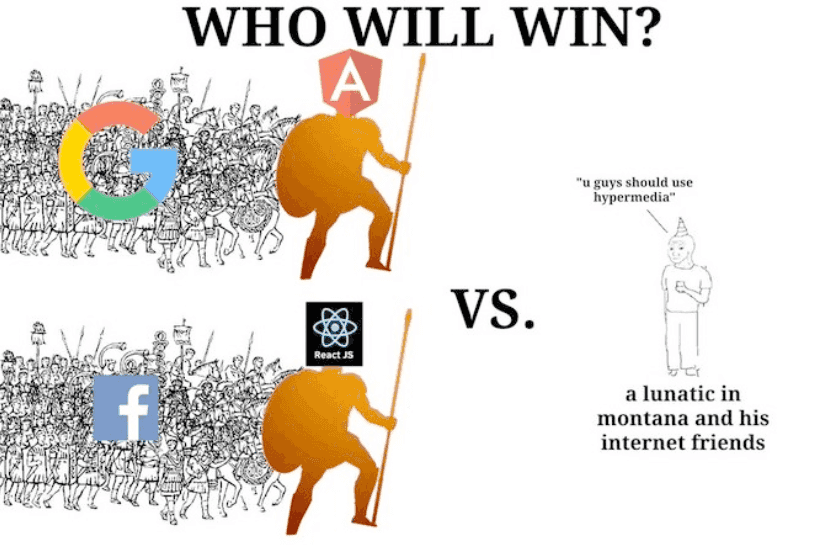 WHO WILL WIN?
"u guys should use
hypermedia"
VS.
React JS
a lunatic in
montana and his
internet friends